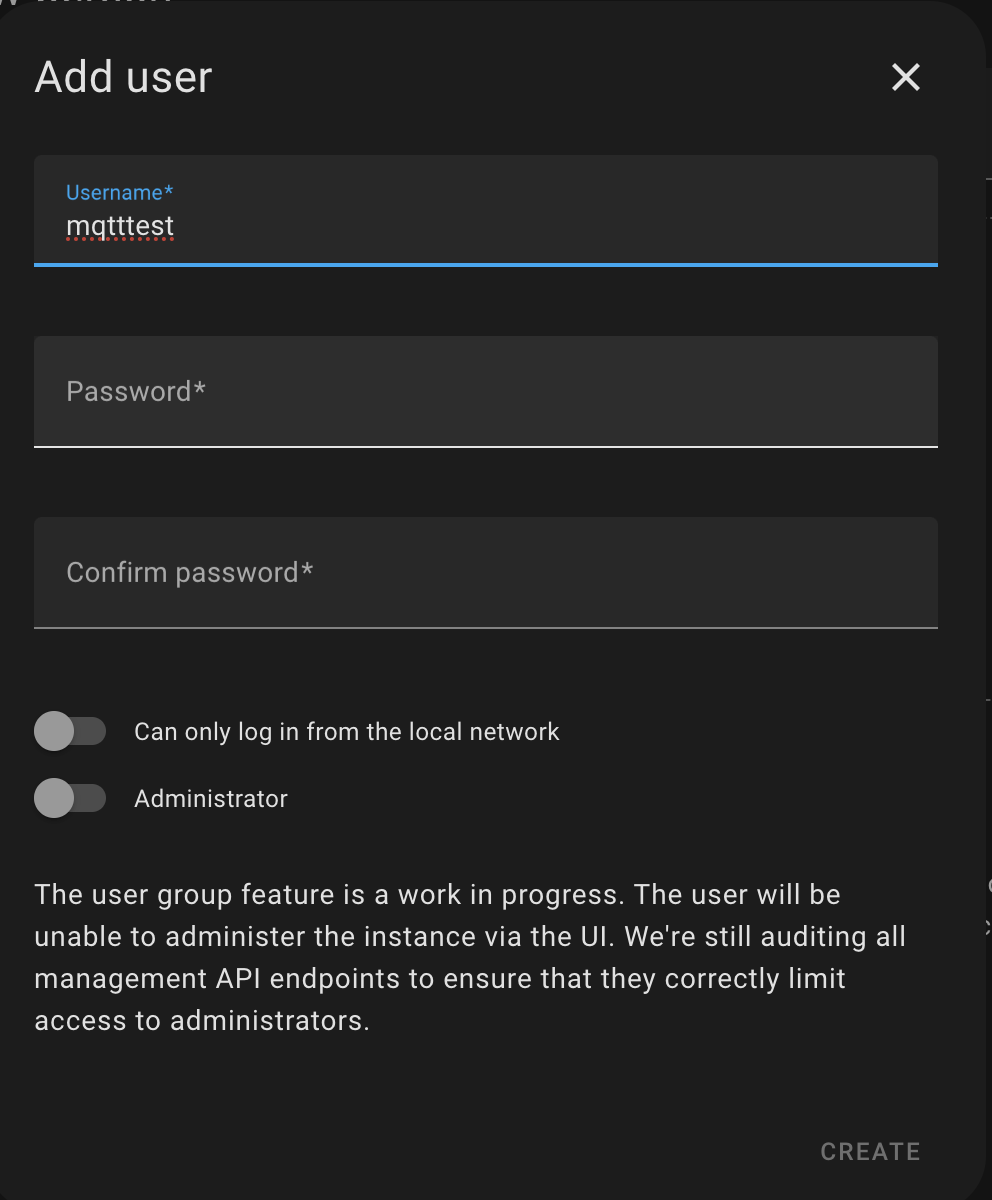 Add user
Username*
mqtttest
Password*
Confirm password*
Can only log in from the local network
Administrator
The user group feature is a work in progress. The user will be
unable to administer the instance via the UI. We're still auditing all
management API endpoints to ensure that they correctly limit
access to administrators.
CREATE